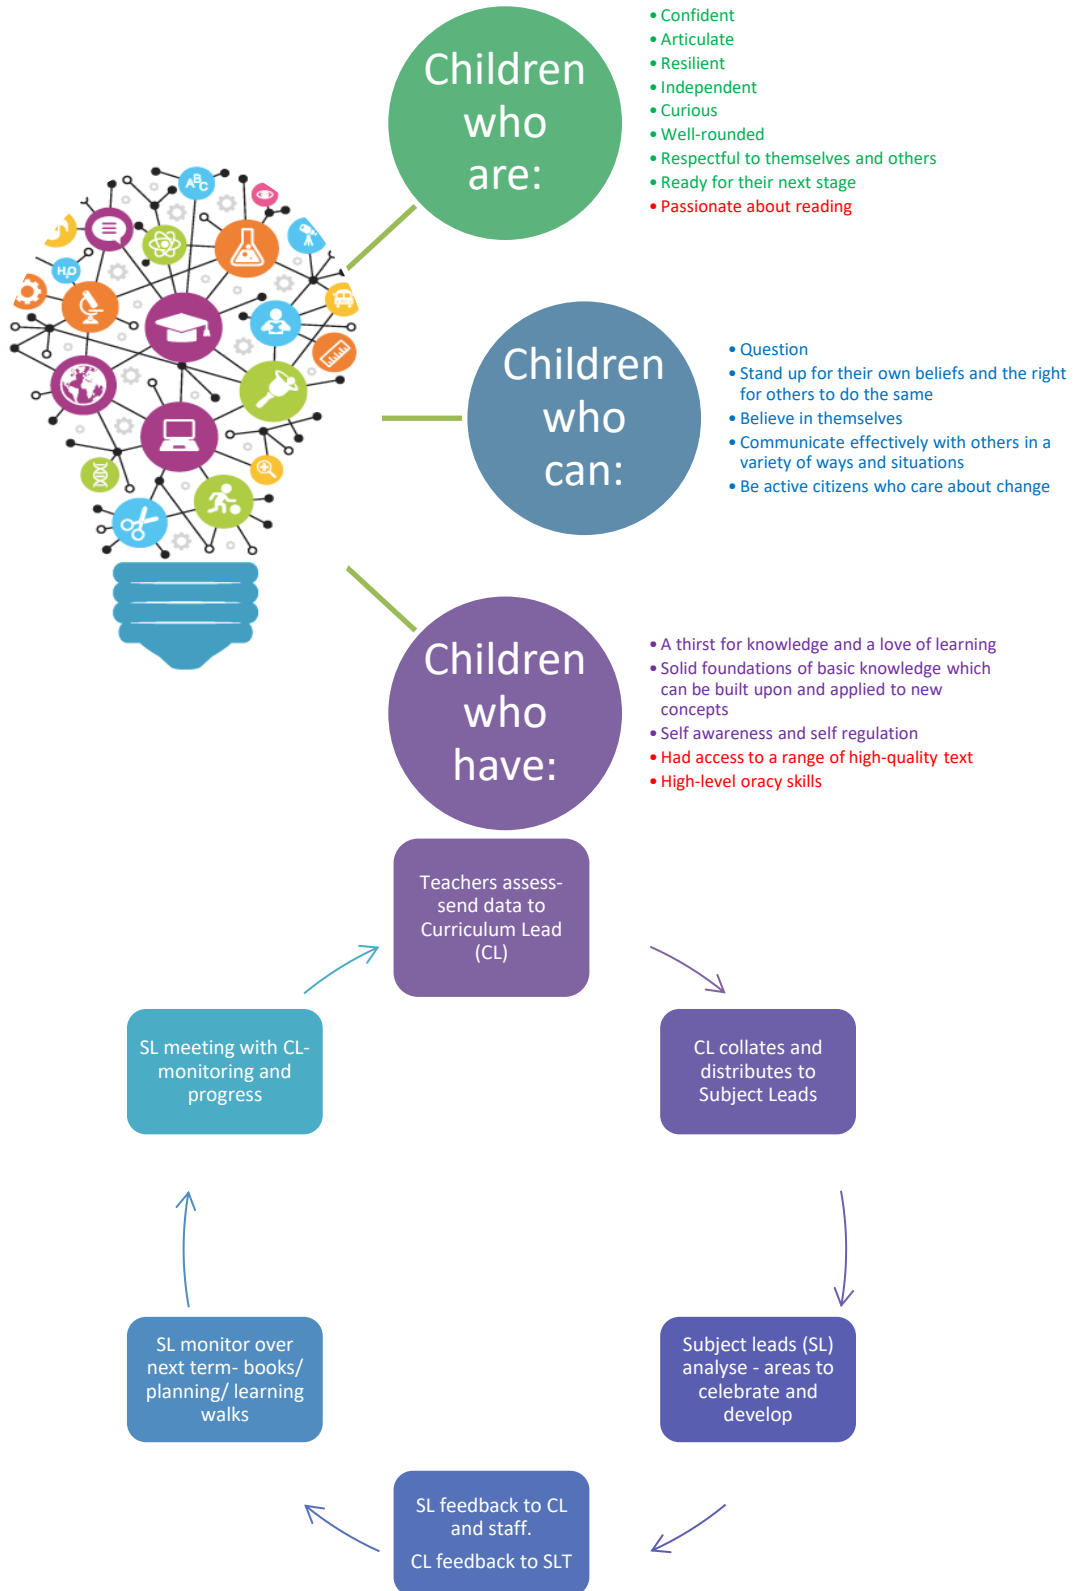 Children
who
are:
• Confident
• Articulate
• Resilient
• Independent
• Curious
• Well-rounded
• Respectful to themselves and others
• Ready for their next stage
• Passionate about reading
ABC
H₂O
Children
who
can:
• Question
• Stand up for their own beliefs and the right
for others to do the same
• Believe in themselves
• Communicate effectively with others in a
variety of ways and situations
• Be active citizens who care about change
Children
who
have:
• A thirst for knowledge and a love of learning
• Solid foundations of basic knowledge which
can be built upon and applied to new
concepts
• Self awareness and self regulation
• Had access to a range of high-quality text
• High-level oracy skills
Teachers assess-
send data to
Curriculum Lead
(CL)
CL collates and
distributes to
Subject Leads
Subject leads (SL)
analyse - areas to
celebrate and
develop
SL feedback to CL
and staff.
CL feedback to SLT
SL monitor over
next term- books/
planning/ learning
walks
SL meeting with CL-
monitoring and
progress